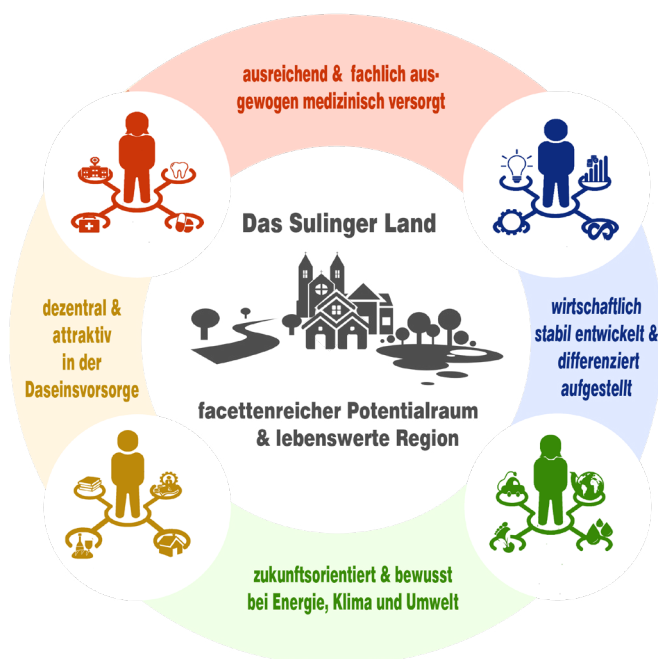 ausreichend & fachlich aus-
gewogen medizinisch versorgt
Das Sulinger Land
dezentral &
attraktiv
in der
Daseinsvorsorge
wirtschaftlich
stabil entwickelt &
differenziert
aufgestellt
facettenreicher Potentialraum
& lebenswerte Region
zukunftsorientiert & bewusst
bei Energie, Klima und Umwelt